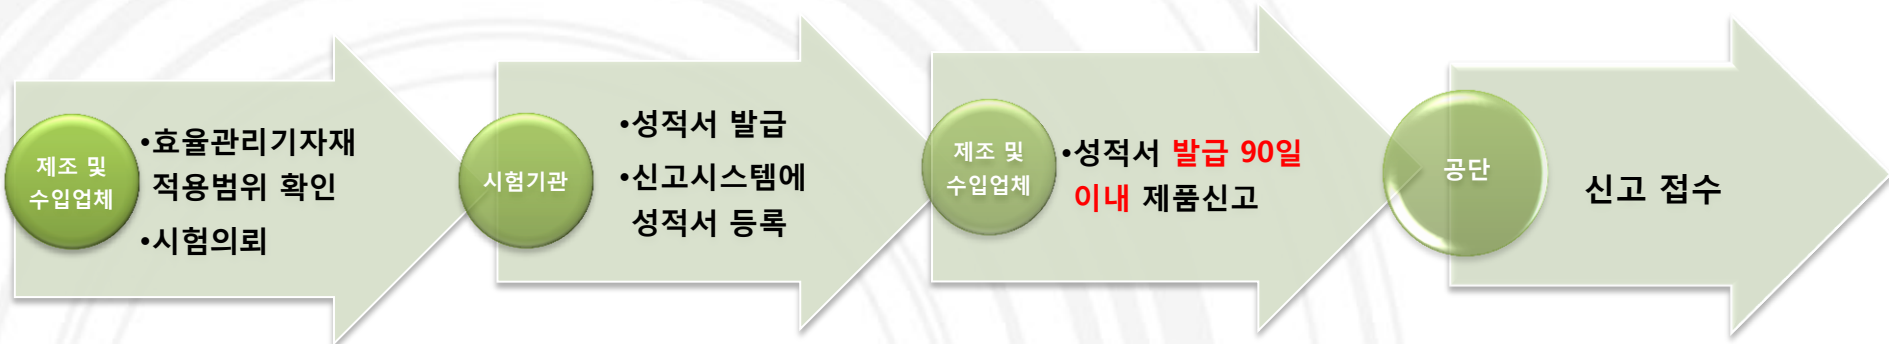 제조 및
수입업체
•효율관리기자재
적용범위 확인
•시험의뢰
시험기관
•성적서 발급
•신고시스템에
성적서 등록
제조 및
수입업체
•성적서 발급 90일
이내 제품신고
공단
신고 접수